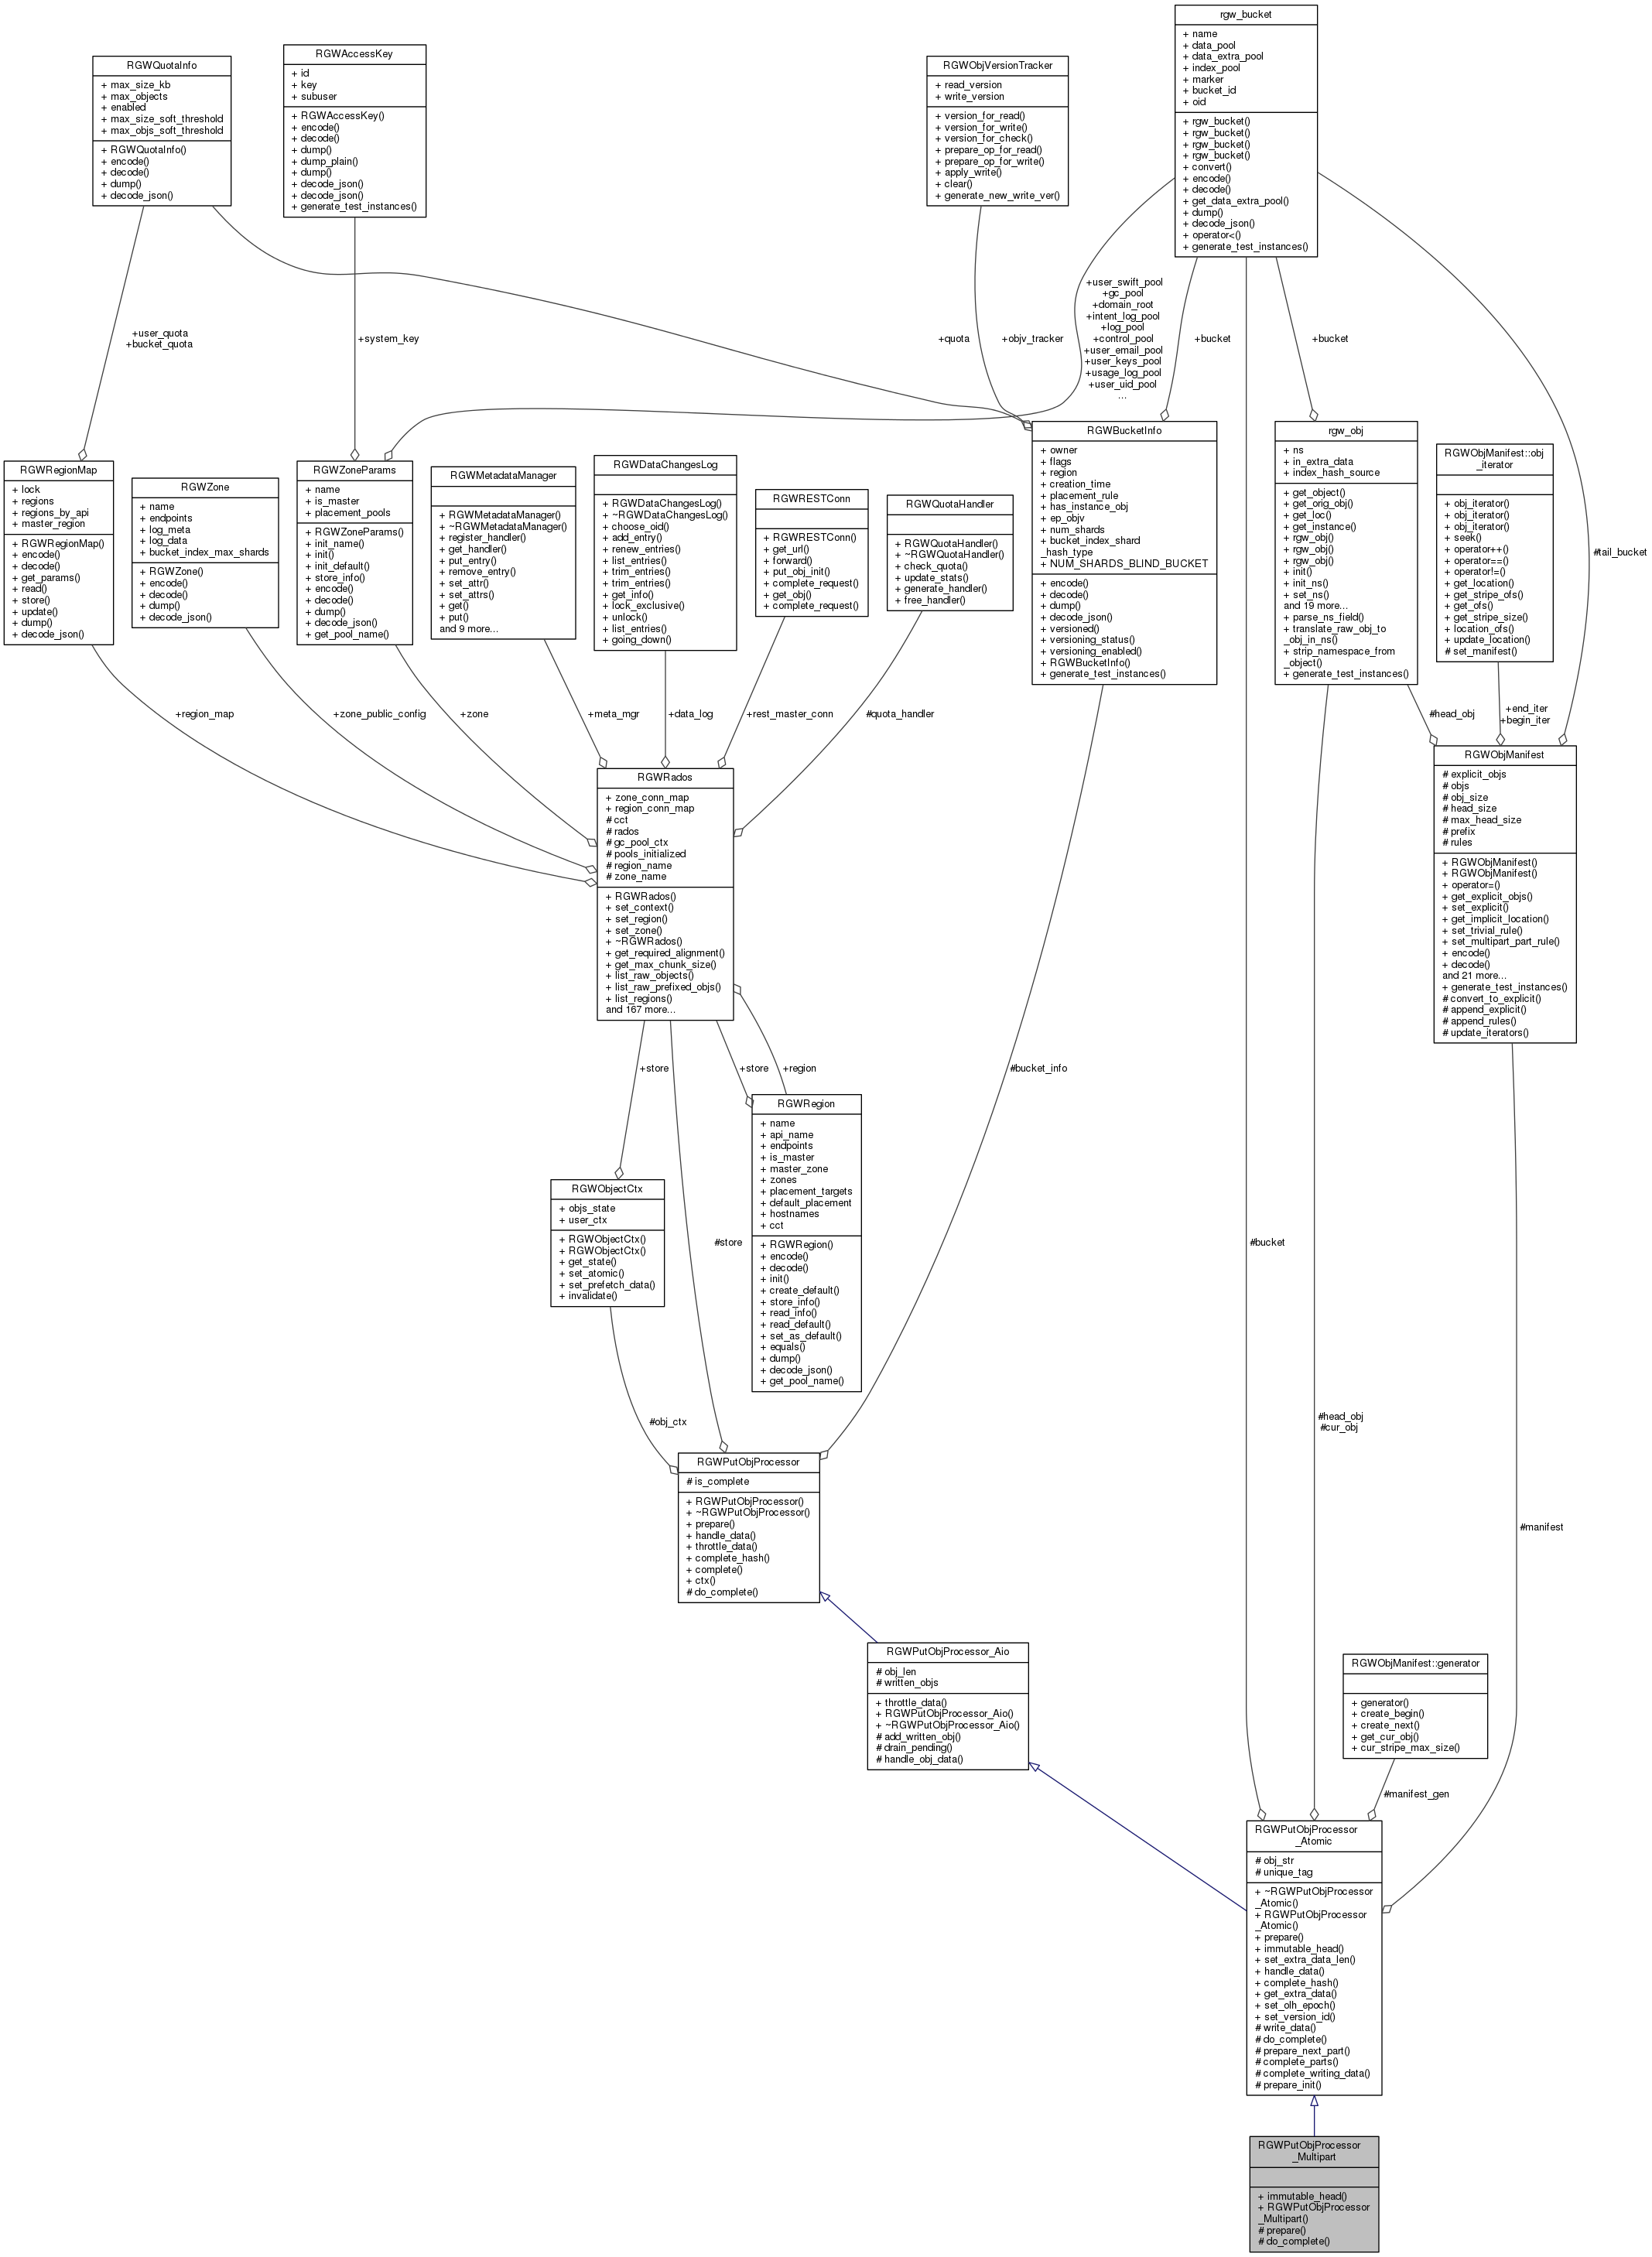 rgw_bucket
+ name
+ data_pool
+ data_extra_pool
+ index_pool
+ marker
+ bucket_id
+ oid
+ rgw_bucket()
+ rgw_bucket()
+ rgw_bucket()
+ rgw_bucket()
+ convert()
+ encode()
+ decode()
+ get_data_extra_pool()
+ dump()
+ decode_json()
+ operator<()
+ generate_test_instances()
RGWQuotaInfo
+ max_size_kb
+ max_objects
+ enabled
+ max_size_soft_threshold
+ max_objs_soft_threshold
+ RGWQuotaInfo()
+ encode()
+ decode()
+ dump()
+ decode_json()
RGWAccessKey
+ id
+ key
+ subuser
+ RGWAccessKey()
+ encode()
+ decode()
+ dump()
+ dump_plain()
+ dump()
+ decode_json()
+ decode_json()
+ generate_test_instances()
RGWObjVersionTracker
+ read_version
+ write_version
+ version_for_read()
+ version_for_write()
+ version_for_check()
+ prepare_op_for_read()
+ prepare_op_for_write()
+ apply_write()
+ clear()
+ generate_new_write_ver()
+user_quota
+bucket_quota
+system_key
+quota
+objv_tracker
+user_swift_pool
+gc_pool
+domain_root
+intent_log_pool
+log_pool
+control_pool
+user_email_pool
+user_keys_pool
+usage_log_pool
+user_uid_pool
...
+bucket
+bucket
#tail_bucket
RGWRegionMap
+ lock
+ regions
+ regions_by_api
+ master_region
+ RGWRegionMap()
+ encode()
+ decode()
+ get_params()
+ read()
+ store()
+ update()
+ dump()
+ decode_json()
RGWZone
+ name
+ endpoints
+ log_meta
+ log_data
+ bucket_index_max_shards
+ RGWZone()
+ encode()
+ decode()
+ dump()
+ decode_json()
RGWZoneParams
+ name
+ is_master
+ placement_pools
+ RGWZoneParams()
+ init_name()
+ init()
+ init_default()
+ store_info()
+ encode()
+ decode()
+ dump()
+ decode_json()
+ get_pool_name()
RGWMetadataManager
+ RGWMetadataManager()
+ ~RGWMetadataManager()
+ register_handler()
+ get_handler()
+ put_entry()
+ remove_entry()
+ set_attr()
+ set_attrs()
+ get()
+ put()
and 9 more...
RGWDataChangesLog
+ RGWDataChangesLog()
+ ~RGWDataChangesLog()
+ choose_oid()
+ add_entry()
+ renew_entries()
+ list_entries()
+ trim_entries()
+ trim_entries()
+ get_info()
+ lock_exclusive()
+ unlock()
+ list_entries()
+ going_down()
RGWRESTConn
+ RGWRESTConn()
+ get_url()
+ forward()
+ put_obj_init()
+ complete_request()
+ get_obj()
+ complete_request()
RGWQuotaHandler
+ RGWQuotaHandler()
+ ~RGWQuotaHandler()
+ check_quota()
+ update_stats()
+ generate_handler()
+ free_handler()
RGWBucketInfo
+ owner
+ flags
+ region
+ creation_time
+ placement_rule
+ has_instance_obj
+ ep_objv
+ num_shards
+ bucket_index_shard
_hash_type
+ NUM_SHARDS_BLIND_BUCKET
+ encode()
+ decode()
+ dump()
+ decode_json()
+ versioned()
+ versioning_status()
+ versioning_enabled()
+ RGWBucketInfo()
+ generate_test_instances()
rgw_obj
+ ns
+ in_extra_data
+ index_hash_source
+ get_object()
+ get_orig_obj()
+ get_loc()
+ get_instance()
+ rgw_obj()
+ rgw_obj()
+ rgw_obj()
+ init()
+ init_ns()
+ set_ns()
and 19 more...
+ parse_ns_field()
+ translate_raw_obj_to
_obj_in_ns()
+ strip_namespace_from
_object()
+ generate_test_instances()
RGWObjManifest::obj
_iterator
+ obj_iterator()
+ obj_iterator()
+ obj_iterator()
+ seek()
+ operator++()
+ operator==()
+ operator!=()
+ get_location()
+ get_stripe_ofs()
+ get_ofs()
+ get_stripe_size()
+ location_ofs()
+ update_location()
# set_manifest()
+region_map
+zone_public_config
+zone
+meta_mgr
+data_log
+rest_master_conn
#quota_handler
#head_obj
+end_iter
+begin_iter
RGWRados
+ zone_conn_map
+ region_conn_map
# cct
# rados
# gc_pool_ctx
# pools_initialized
# region_name
# zone_name
+ RGWRados()
+ set_context()
+ set_region()
+ set_zone()
+ ~RGWRados()
+ get_required_alignment()
+ get_max_chunk_size()
+ list_raw_objects()
+ list_raw_prefixed_objs()
+ list_regions()
and 167 more...
RGWObjManifest
# explicit_objs
# objs
# obj_size
# head_size
# max_head_size
# prefix
# rules
+ RGWObjManifest()
+ RGWObjManifest()
+ operator=()
+ get_explicit_objs()
+ set_explicit()
+ get_implicit_location()
+ set_trivial_rule()
+ set_multipart_part_rule()
+ encode()
+ decode()
and 21 more...
+ generate_test_instances()
# convert_to_explicit()
# append_explicit()
# append_rules()
# update_iterators()
+store
+store
+region
#bucket_info
RGWRegion
+ name
+ api_name
+ endpoints
+ is_master
+ master_zone
+ zones
+ placement_targets
+ default_placement
+ hostnames
+ cct
+ RGWRegion()
+ encode()
+ decode()
+ init()
+ create_default()
+ store_info()
+ read_info()
+ read_default()
+ set_as_default()
+ equals()
+ dump()
+ decode_json()
+ get_pool_name()
RGWObjectCtx
+ objs_state
+ user_ctx
+ RGWObjectCtx()
+ RGWObjectCtx()
+ get_state()
+ set_atomic()
+ set_prefetch_data()
+ invalidate()
#store
#bucket
#obj_ctx
#head_obj
#cur_obj
#manifest
RGWPutObjProcessor
# is_complete
+ RGWPutObjProcessor()
+ ~RGWPutObjProcessor()
+ prepare()
+ handle_data()
+ throttle_data()
+ complete_hash()
+ complete()
+ ctx()
# do_complete()
RGWPutObjProcessor_Aio
# obj_len
# written_objs
+ throttle_data()
+ RGWPutObjProcessor_Aio()
+ ~RGWPutObjProcessor_Aio()
# add_written_obj()
# drain_pending()
# handle_obj_data()
RGWObjManifest::generator
+ generator()
+ create_begin()
+ create_next()
+ get_cur_obj()
+ cur_stripe_max_size()
#manifest_gen
RGWPutObjProcessor
_Atomic
# obj_str
# unique_tag
+ ~RGWPutObjProcessor
_Atomic()
+ RGWPutObjProcessor
_Atomic()
+ prepare()
+ immutable_head()
+ set_extra_data_len()
+ handle_data()
+ complete_hash()
+ get_extra_data()
+ set_olh_epoch()
+ set_version_id()
# write_data()
# do_complete()
# prepare_next_part()
# complete_parts()
# complete_writing_data()
# prepare_init()
RGWPutObjProcessor
_Multipart
+ immutable_head()
+ RGWPutObjProcessor
_Multipart()
# prepare()
# do_complete()